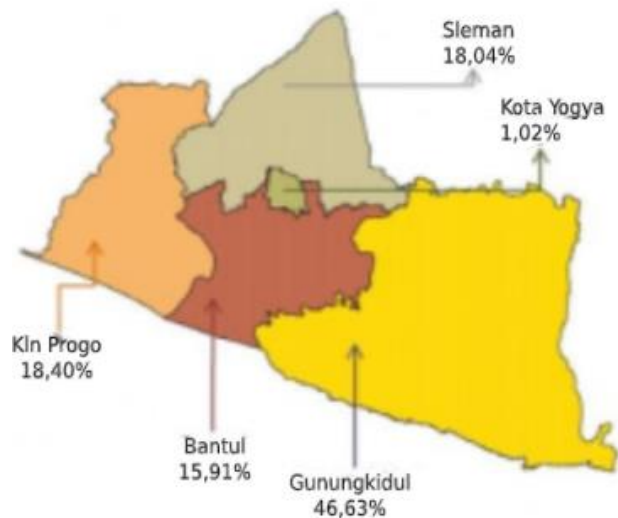 Sleman
18,04%
Kota Yogya
1,02%
Kln Progo
18,40%
Bantul
15,91%
Gunungkidul
46,63%